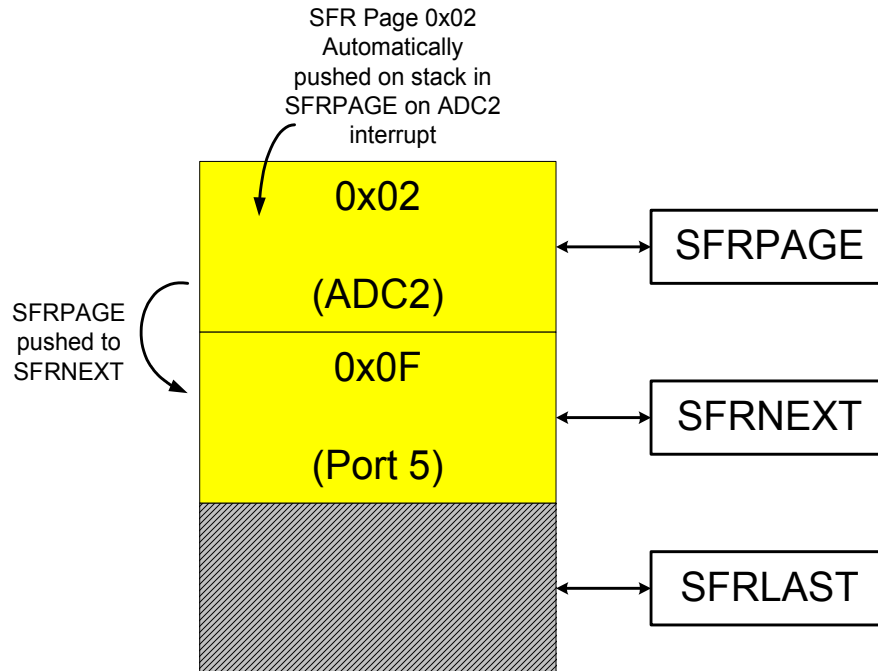 SFR Page 0x02
Automatically
pushed on stack in
SFRPAGE on ADC2
interrupt
0x02
(ADC2)
SFRPAGE
SFRPAGE
pushed to
SFRNEXT
0x0F
(Port 5)
SFRNEXT
SFRLAST